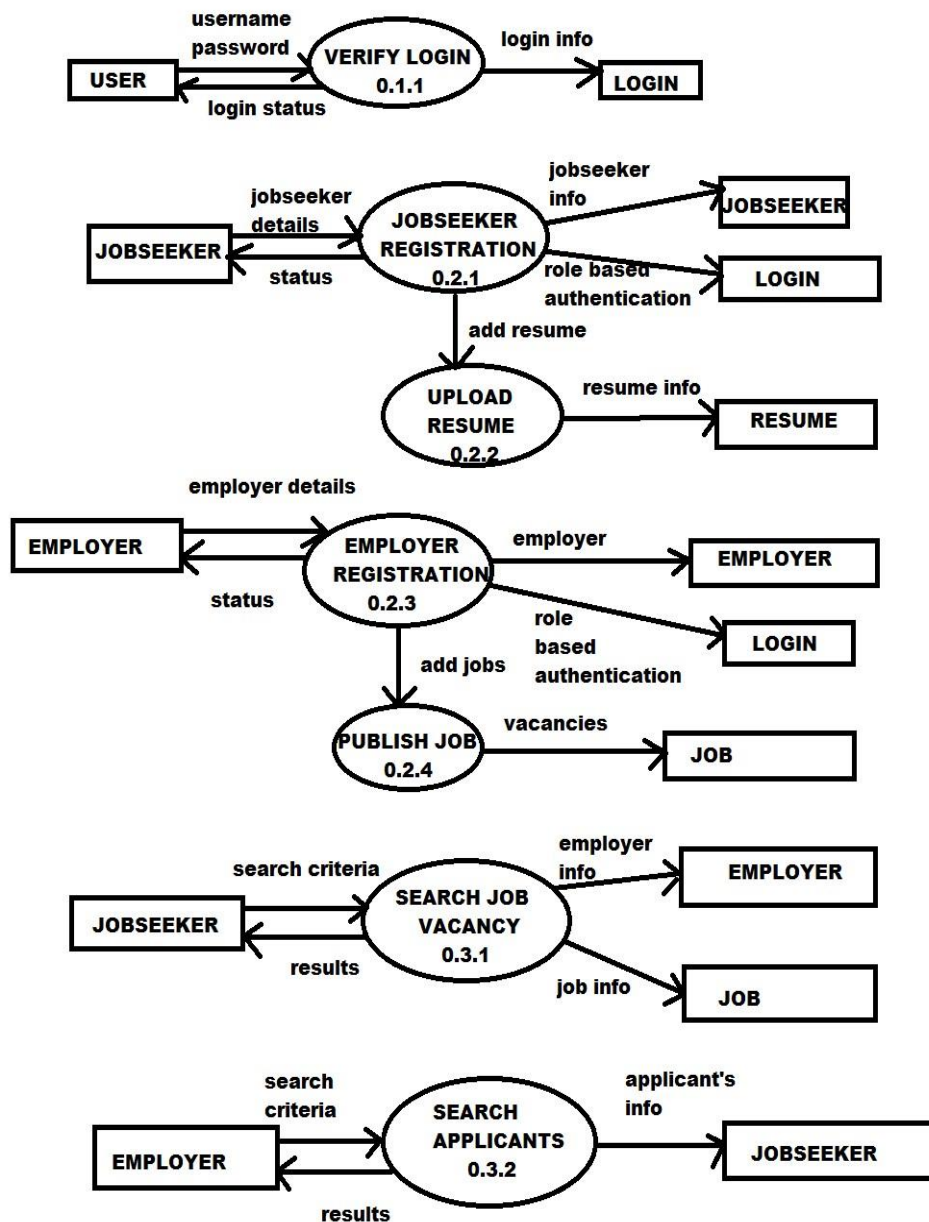 username
password
VERIFY LOGIN
0.1.1
login info
USER
LOGIN
login status
jobseeker
details
JOBSEEKER
REGISTRATION
0.2.1
jobseeker
info
JOBSEEKER
JOBSEEKER
status
role based
authentication
LOGIN
add resume
UPLOAD
RESUME
0.2.2
resume info
RESUME
employer details
EMPLOYER
EMPLOYER
REGISTRATION
0.2.3
employer
EMPLOYER
status
role
based
authentication
LOGIN
add jobs
PUBLISH JOB
0.2.4
vacancies
JOB
search criteria
SEARCH JOB
VACANCY
0.3.1
employer
info
EMPLOYER
JOBSEEKER
results
job info
JOB
search
criteria
SEARCH
APPLICANTS
0.3.2
applicant's
info
EMPLOYER
JOBSEEKER
results